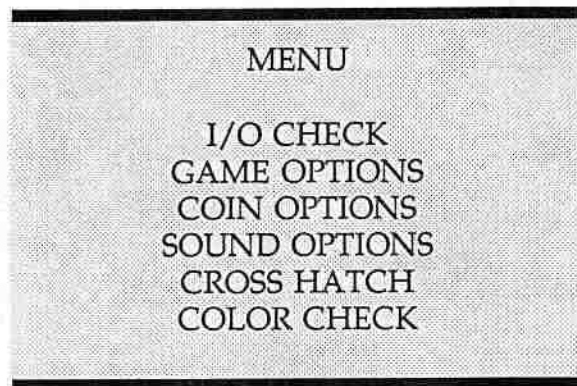 MENU
I/O CHECK
GAME OPTIONS
COIN OPTIONS
SOUND OPTIONS
CROSS HATCH
COLOR CHECK